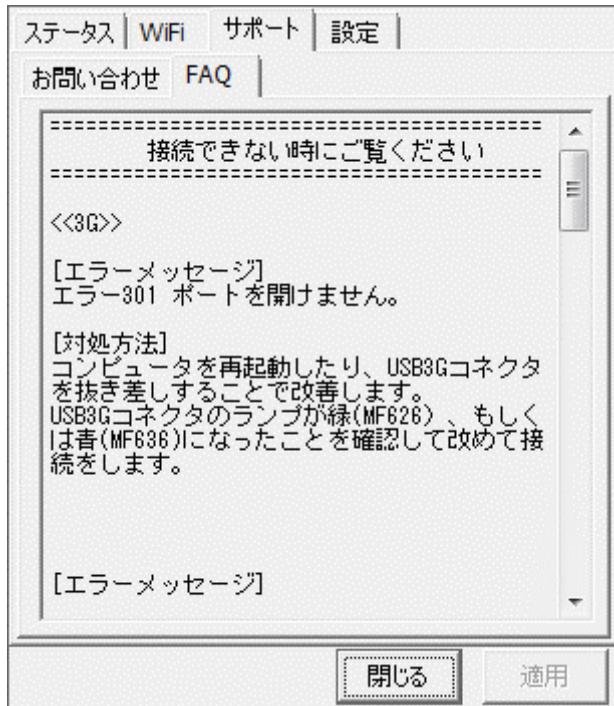 ステータス WiFi サポート 設定
お問い合わせ FAQ
=========================================
接続できない時にご覧ください
=========================================
<<3G>>
[エラーメッセージ]
エラー301 ポートを開けません。
[対処方法]
コンピュータを再起動したり、USB3Gコネクタ
を抜き差しすることで改善します。
USB3Gコネクタのランプが緑(MF626)、もしく
は青(MF636)になったことを確認して改めて接
続をします。
[エラーメッセージ]
閉じる 適用